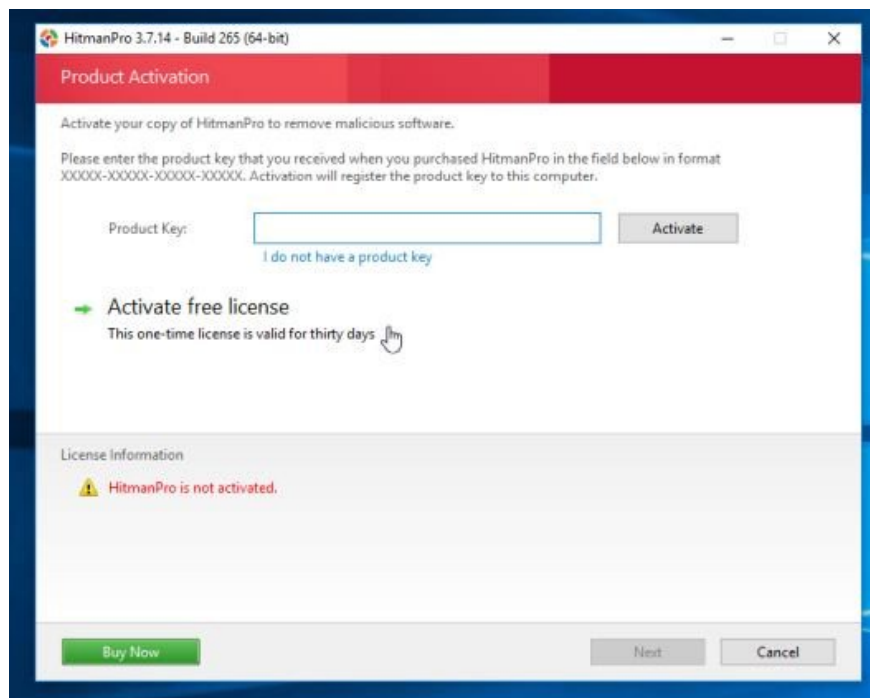 HitmanPro 3.7.14 - Build 265 (64-bit)
Product Activation
Activate your copy of HitmanPro to remove malicious software.
Please enter the product key that you received when you purchased HitmanPro in the field below in format
XXXXX-XXXXX-XXXXX-XXXXX. Activation will register the product key to this computer.
Product Key:
Activate
I do not have a product key
Activate free license
This one-time license is valid for thirty days
License Information
HitmanPro is not activated.
Buy Now
Next
Cancel